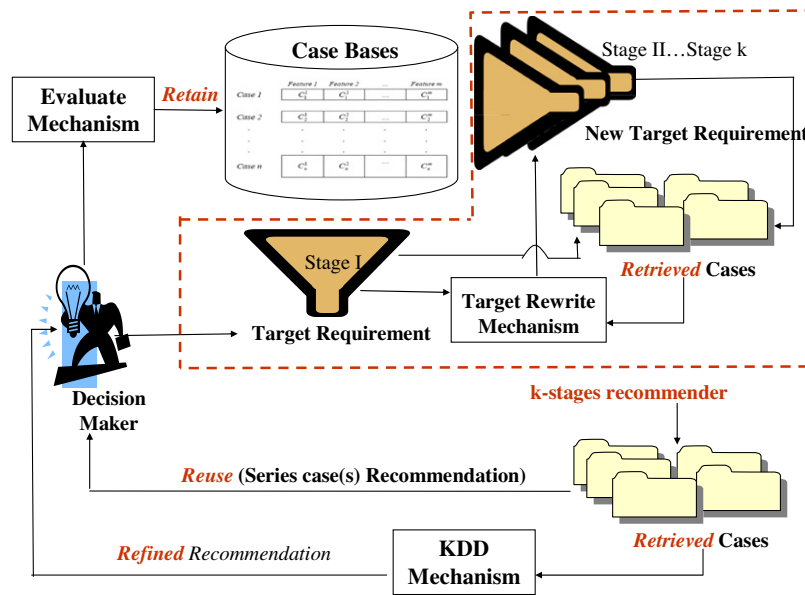 Case Bases
Feature 1 Feature 2 ... Feature m
Case 1
Case 2
Case n
Evaluate
Mechanism
Retain
Stage II…Stage k
New Target Requirement
Retrieved Cases
Stage I
Target Requirement
Target Rewrite
Mechanism
Decision
Maker
k-stages recommender
Reuse (Series case(s) Recommendation)
Retrieved Cases
Refined Recommendation
KDD
Mechanism